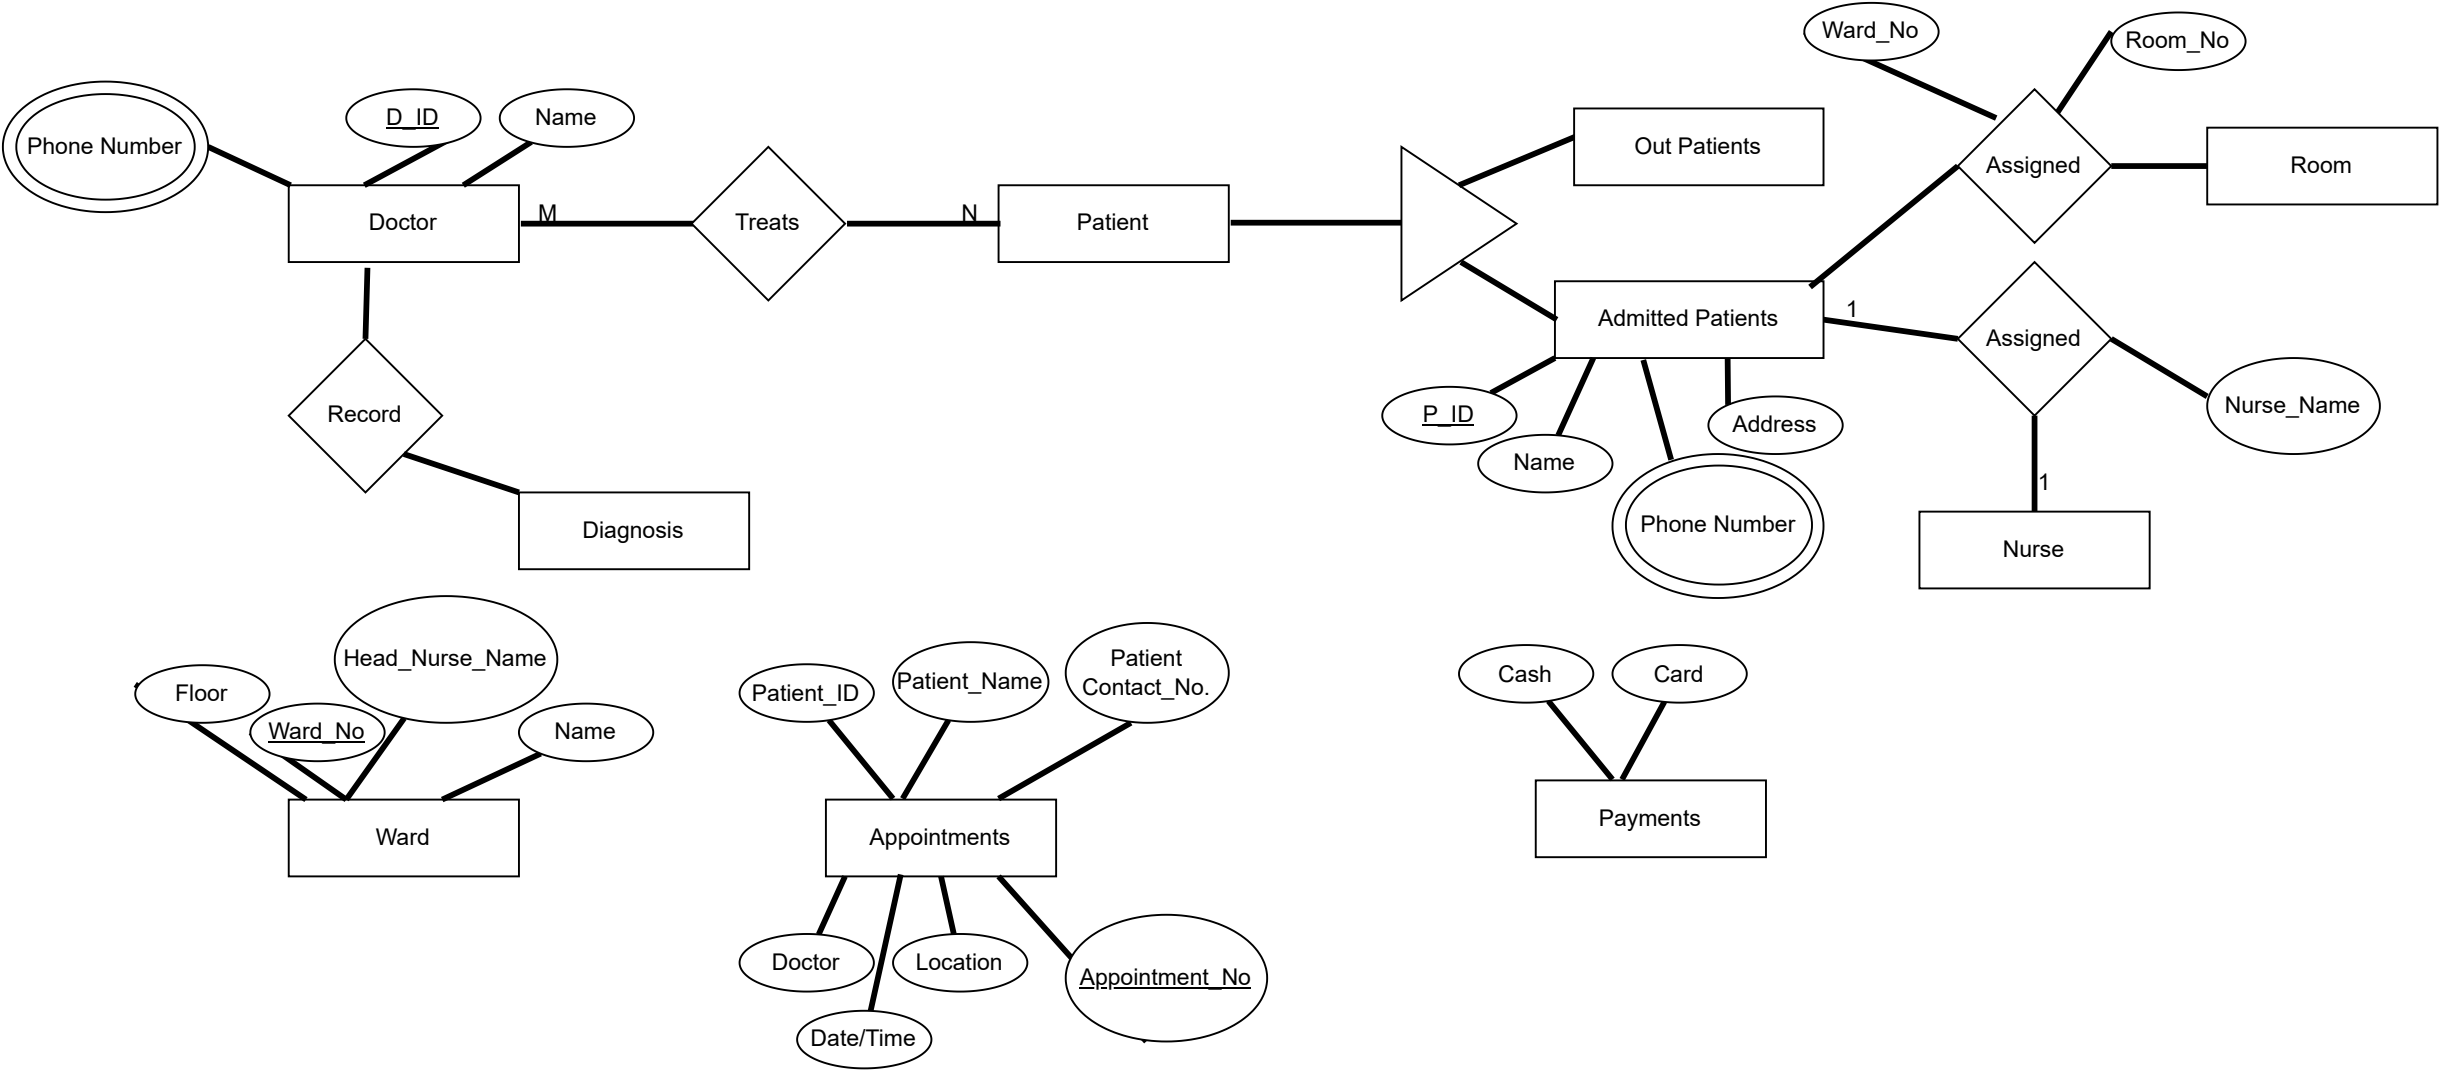 Ward_No
Room_No
Phone Number
D_ID
Name
Out Patients
Assigned
Room
Doctor
M
Treats
N
Patient
Admitted Patients
1
Assigned
Record
P_ID
Name
Address
Nurse_Name
Phone Number
1
Diagnosis
Nurse
Floor
Ward_No
Head_Nurse_Name
Name
Patient_ID
Patient_Name
Patient
Contact_No.
Cash
Card
Ward
Appointments
Payments
Doctor
Location
Appointment_No
Date/Time